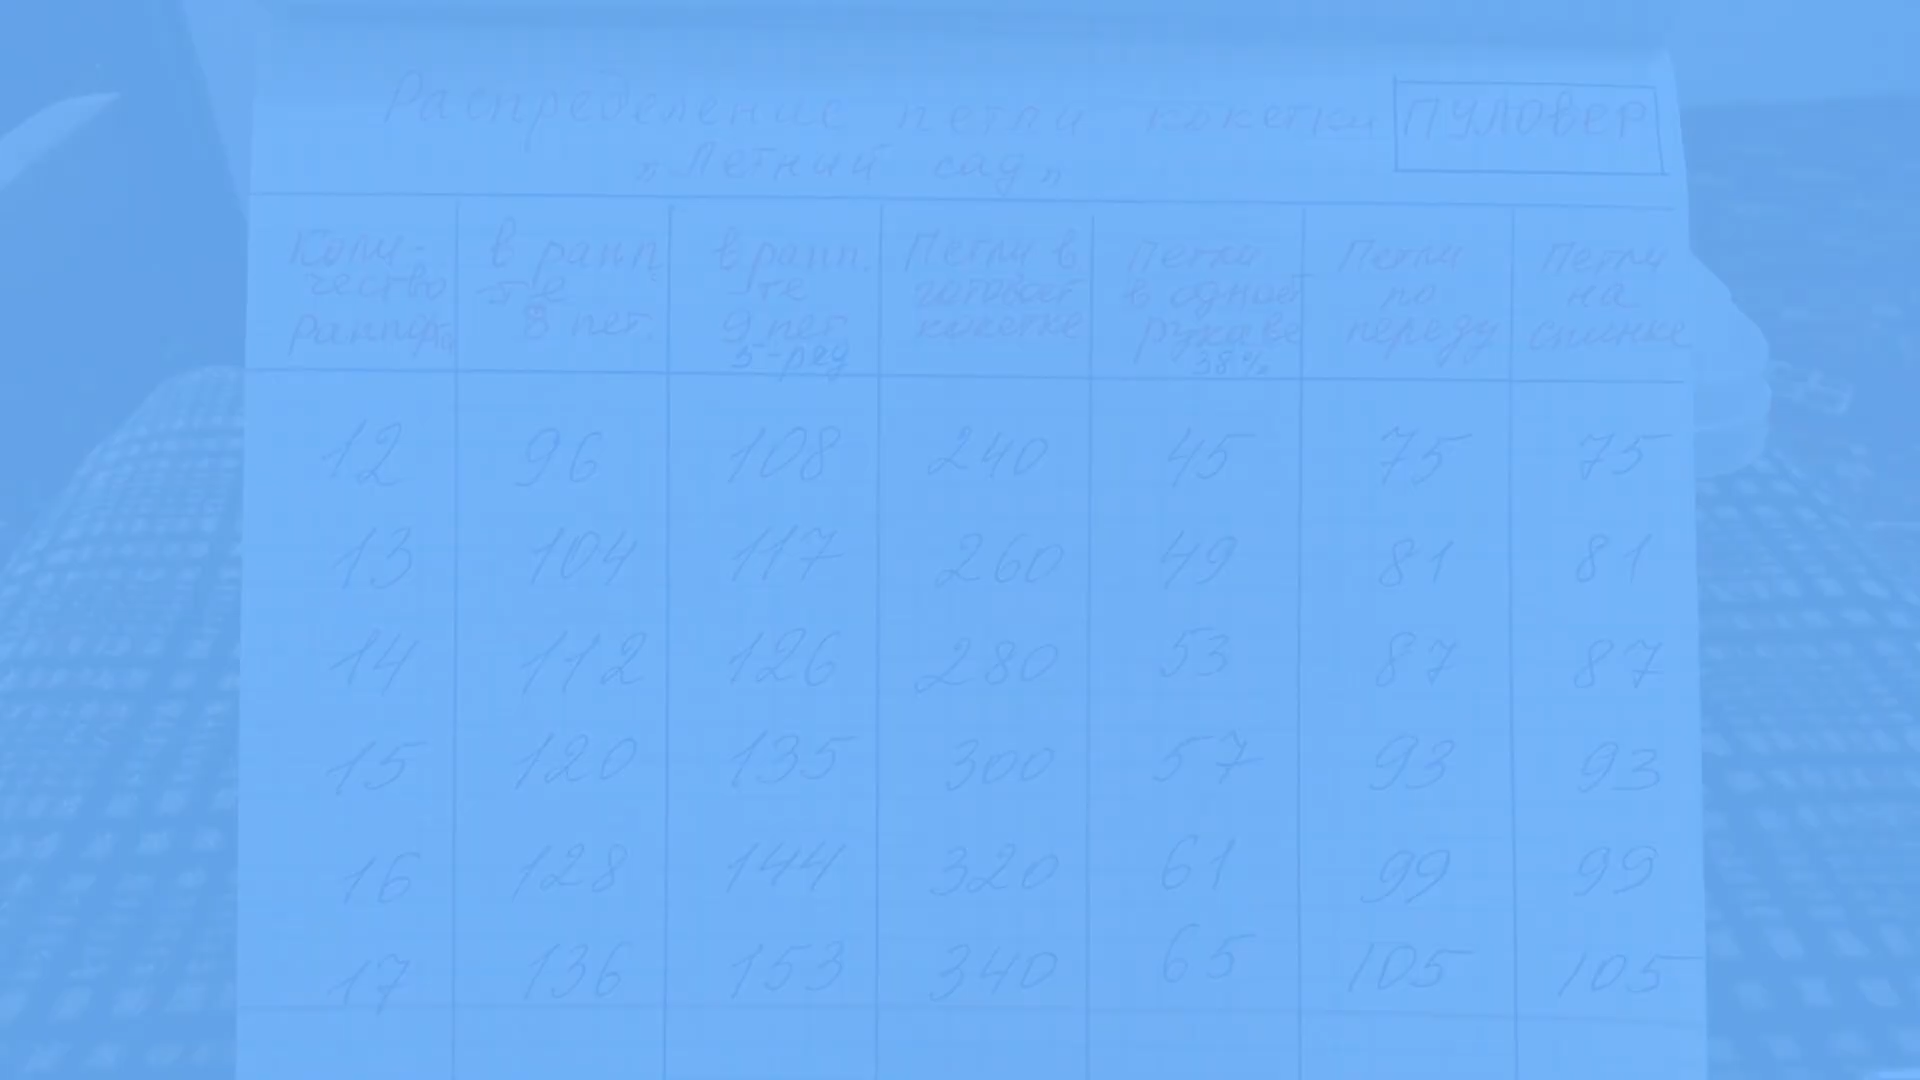 Распределение петли кокетки ПУЛОВЕР
„Летний сад„
Коли-чество Раппорта | в рапп те 8 пет. | в рапп. те 9 пет 5-ряд | Петли в готовой кокетке | Петли в одной рукаве 38% | Петли по переду | Петли на спинке
12 96 108 240 45 75 75
13 104 117 260 49 81 81
14 112 126 280 53 87 87
15 120 135 300 57 93 93
16 128 144 320 61 99 99
17 136 153 340 65 105 105